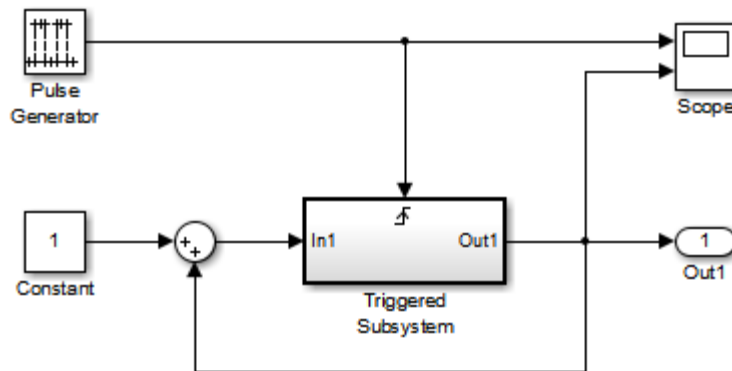 Pulse
Generator
Scope
1
Constant
+
+
In1
Out1
Triggered
Subsystem
1
Out1